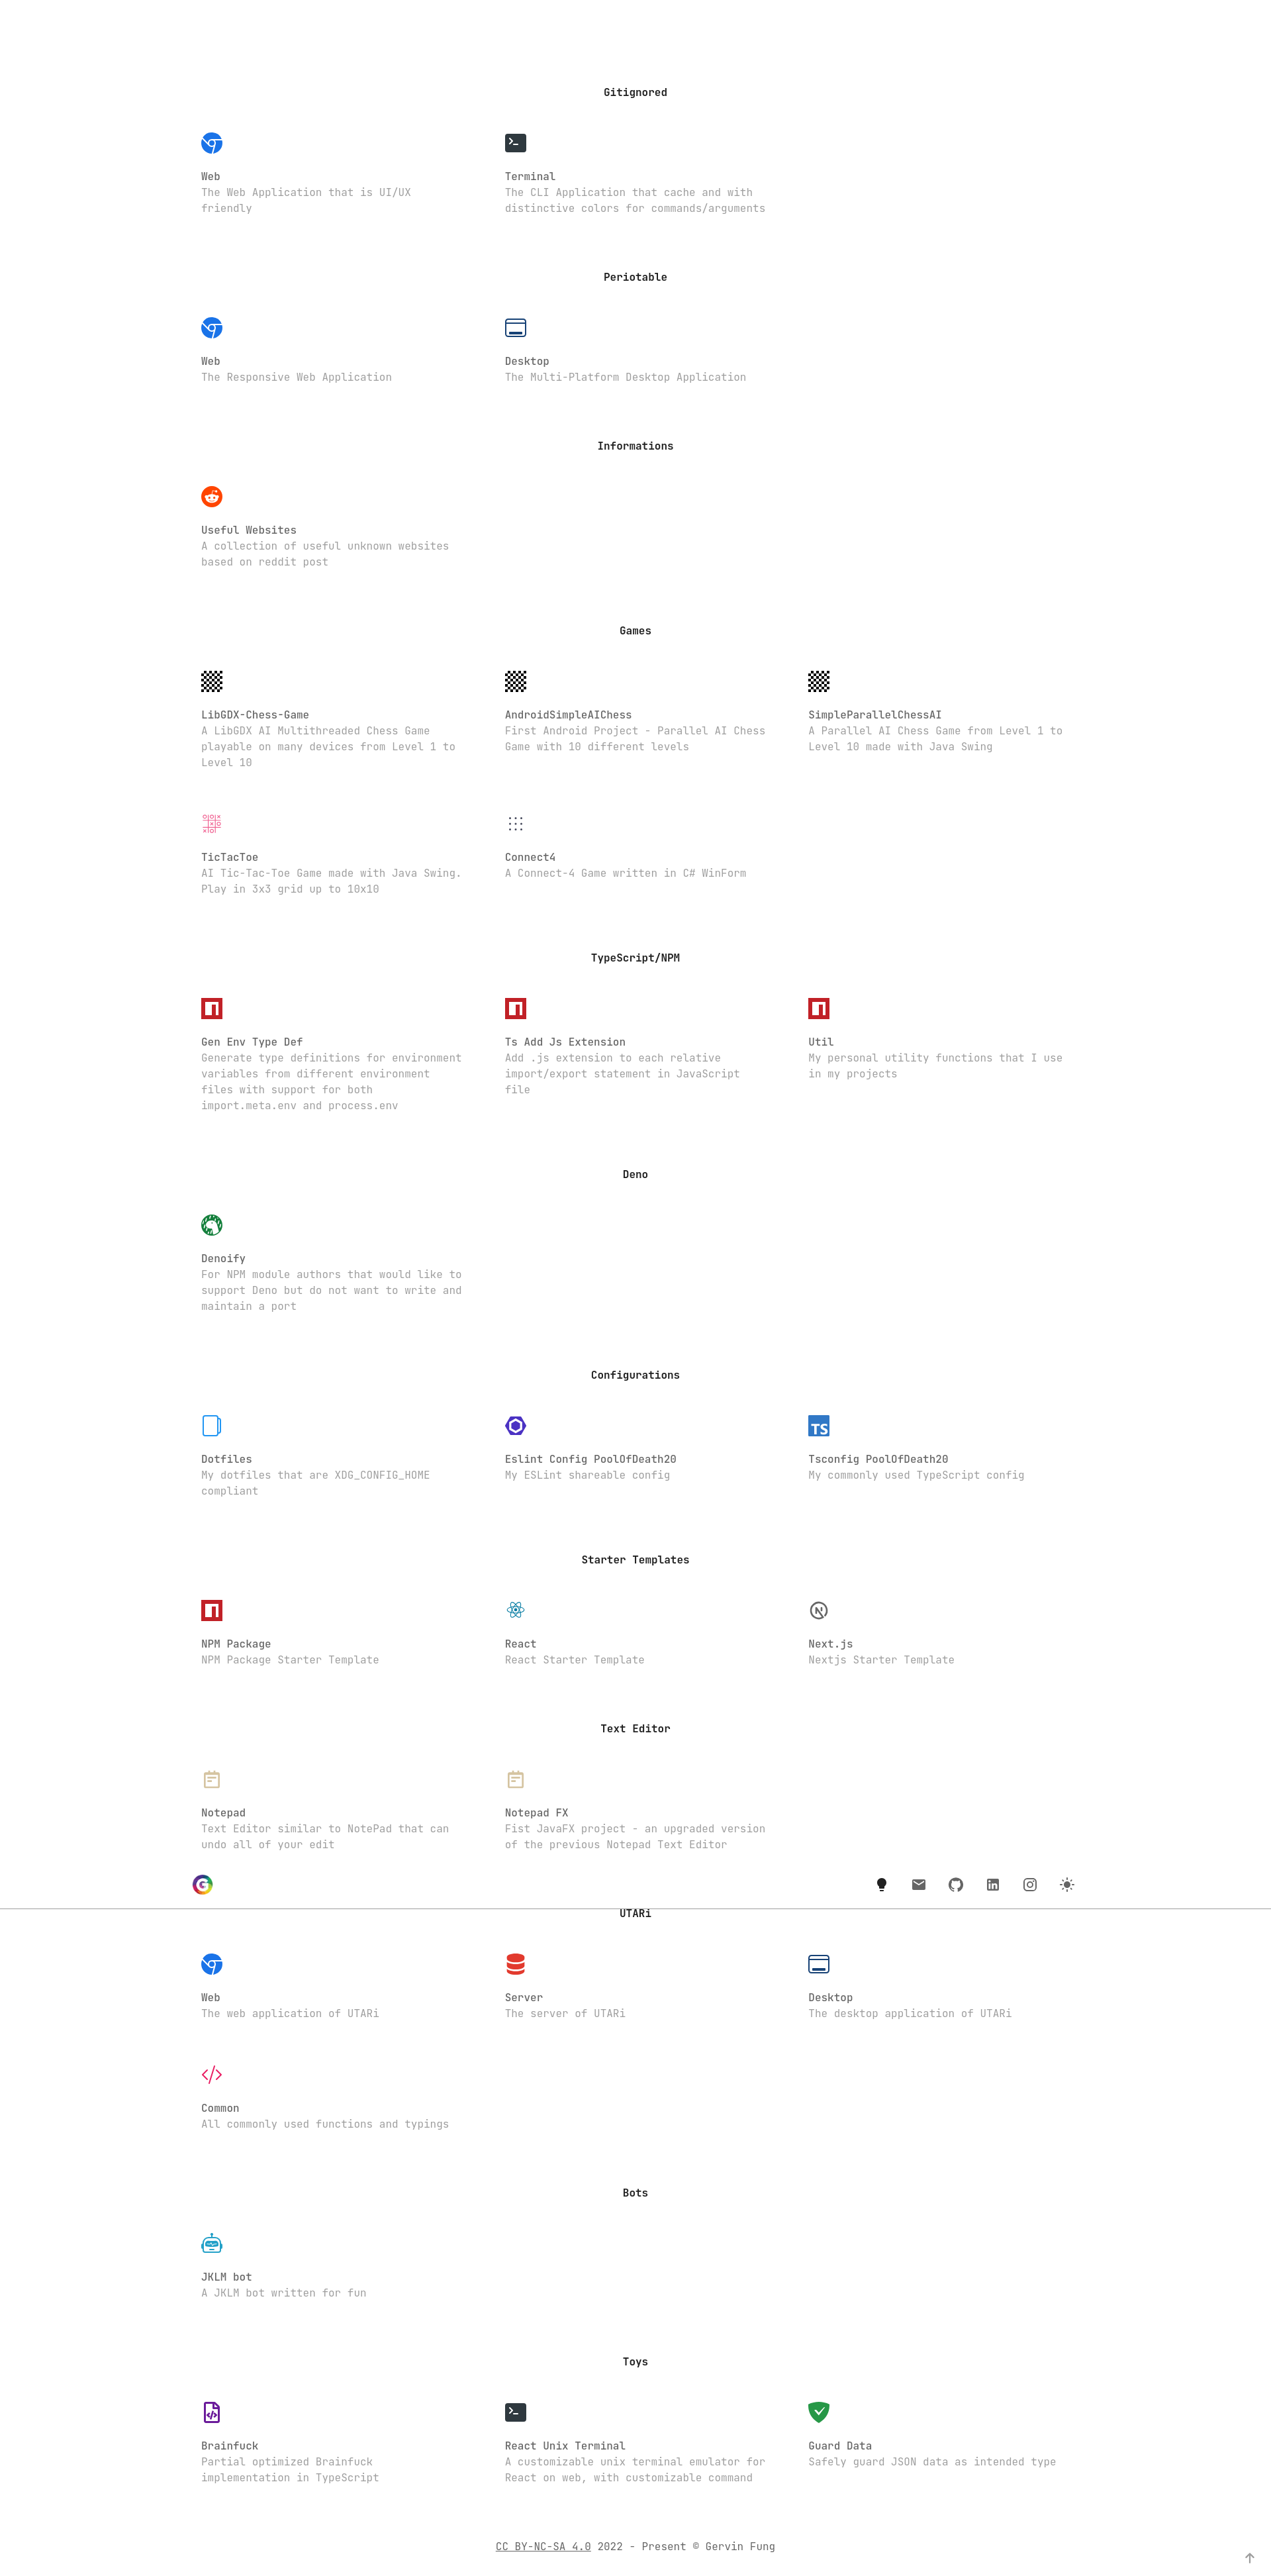 Gitignored
Web
The Web Application that is UI/UX
friendly
Terminal
The CLI Application that cache and with
distinctive colors for commands/arguments
Periotable
Web
The Responsive Web Application
Desktop
The Multi-Platform Desktop Application
Informations
Useful Websites
A collection of useful unknown websites
based on reddit post
Games
LibGDX-Chess-Game
A LibGDX AI Multithreaded Chess Game
playable on many devices from Level 1 to
Level 10
AndroidSimpleAIChess
First Android Project - Parallel AI Chess
Game with 10 different levels
SimpleParallelChessAI
A Parallel AI Chess Game from Level 1 to
Level 10 made with Java Swing
TicTacToe
AI Tic-Tac-Toe Game made with Java Swing.
Play in 3x3 grid up to 10x10
Connect4
A Connect-4 Game written in C# WinForm
TypeScript/NPM
Gen Env Type Def
Generate type definitions for environment
variables from different environment
files with support for both
import.meta.env and process.env
Ts Add Js Extension
Add .js extension to each relative
import/export statement in JavaScript
file
Util
My personal utility functions that I use
in my projects
Deno
Denoify
For NPM module authors that would like to
support Deno but do not want to write and
maintain a port
Configurations
Dotfiles
My dotfiles that are XDG_CONFIG_HOME
compliant
Eslint Config PoolOfDeath20
My ESLint shareable config
TS
Tsconfig PoolOfDeath20
My commonly used TypeScript config
Starter Templates
NPM Package
NPM Package Starter Template
React
React Starter Template
Next.js
Nextjs Starter Template
Text Editor
Notepad
Text Editor similar to NotePad that can
undo all of your edit
Notepad FX
Fist JavaFX project - an upgraded version
of the previous Notepad Text Editor
UTARi
Web
The web application of UTARi
Server
The server of UTARi
Desktop
The desktop application of UTARi
Common
All commonly used functions and typings
Bots
JKLM bot
A JKLM bot written for fun
Toys
Brainfuck
Partial optimized Brainfuck
implementation in TypeScript
React Unix Terminal
A customizable unix terminal emulator for
React on web, with customizable command
Guard Data
Safely guard JSON data as intended type
CC BY-NC-SA 4.0 2022 - Present © Gervin Fung